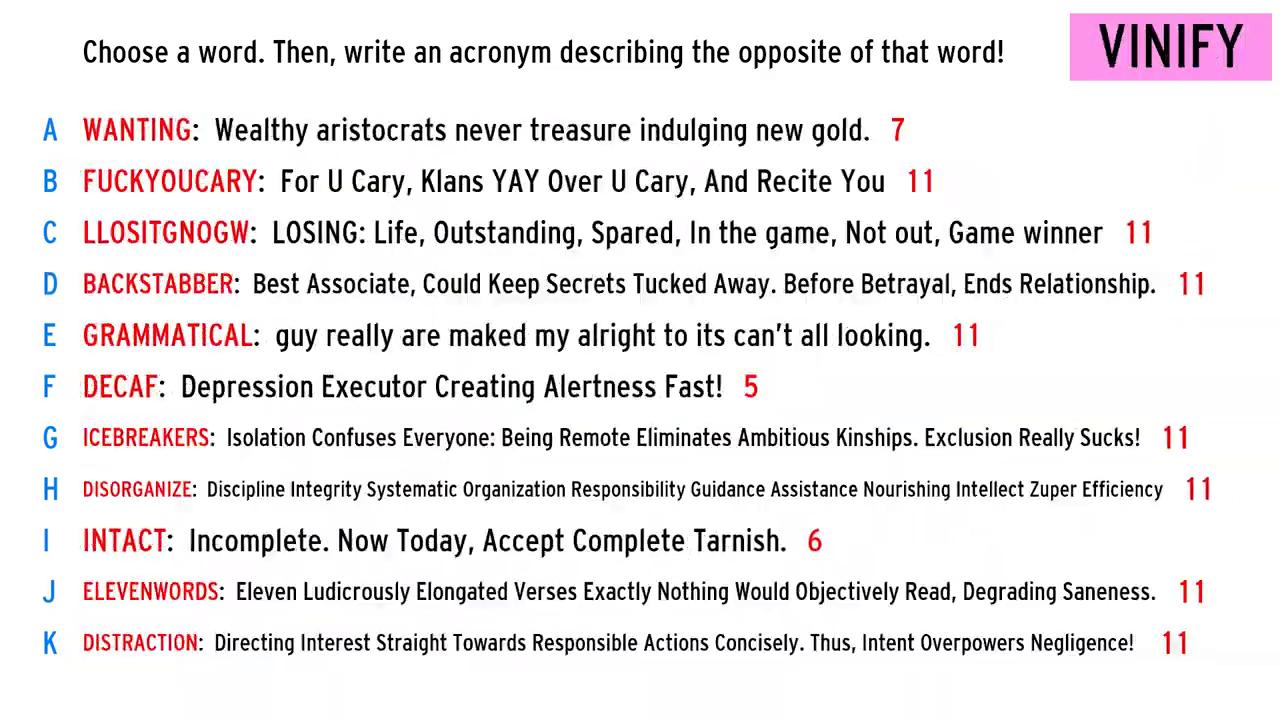 Choose a word. Then, write an acronym describing the opposite of that word!
VINIFY
A WANTING: Wealthy aristocrats never treasure indulging new gold. 7
B FUCKYOUCARY: For U Cary, Klans YAY Over U Cary, And Recite You 11
C LLOSITGNOGW: LOSING: Life, Outstanding, Spared, In the game, Not out, Game winner 11
D BACKSTABBER: Best Associate, Could Keep Secrets Tucked Away. Before Betrayal, Ends Relationship. 11
E GRAMMATICAL: guy really are maked my alright to its can't all looking. 11
F DECAF: Depression Executor Creating Alertness Fast! 5
G ICEBREAKERS: Isolation Confuses Everyone: Being Remote Eliminates Ambitious Kinships. Exclusion Really Sucks! 11
H DISORGANIZE: Discipline Integrity Systematic Organization Responsibility Guidance Assistance Nourishing Intellect Zuper Efficiency 11
I INTACT: Incomplete. Now Today, Accept Complete Tarnish. 6
J ELEVENWORDS: Eleven Ludicrously Elongated Verses Exactly Nothing Would Objectively Read, Degrading Saneness. 11
K DISTRACTION: Directing Interest Straight Towards Responsible Actions Concisely. Thus, Intent Overpowers Negligence! 11